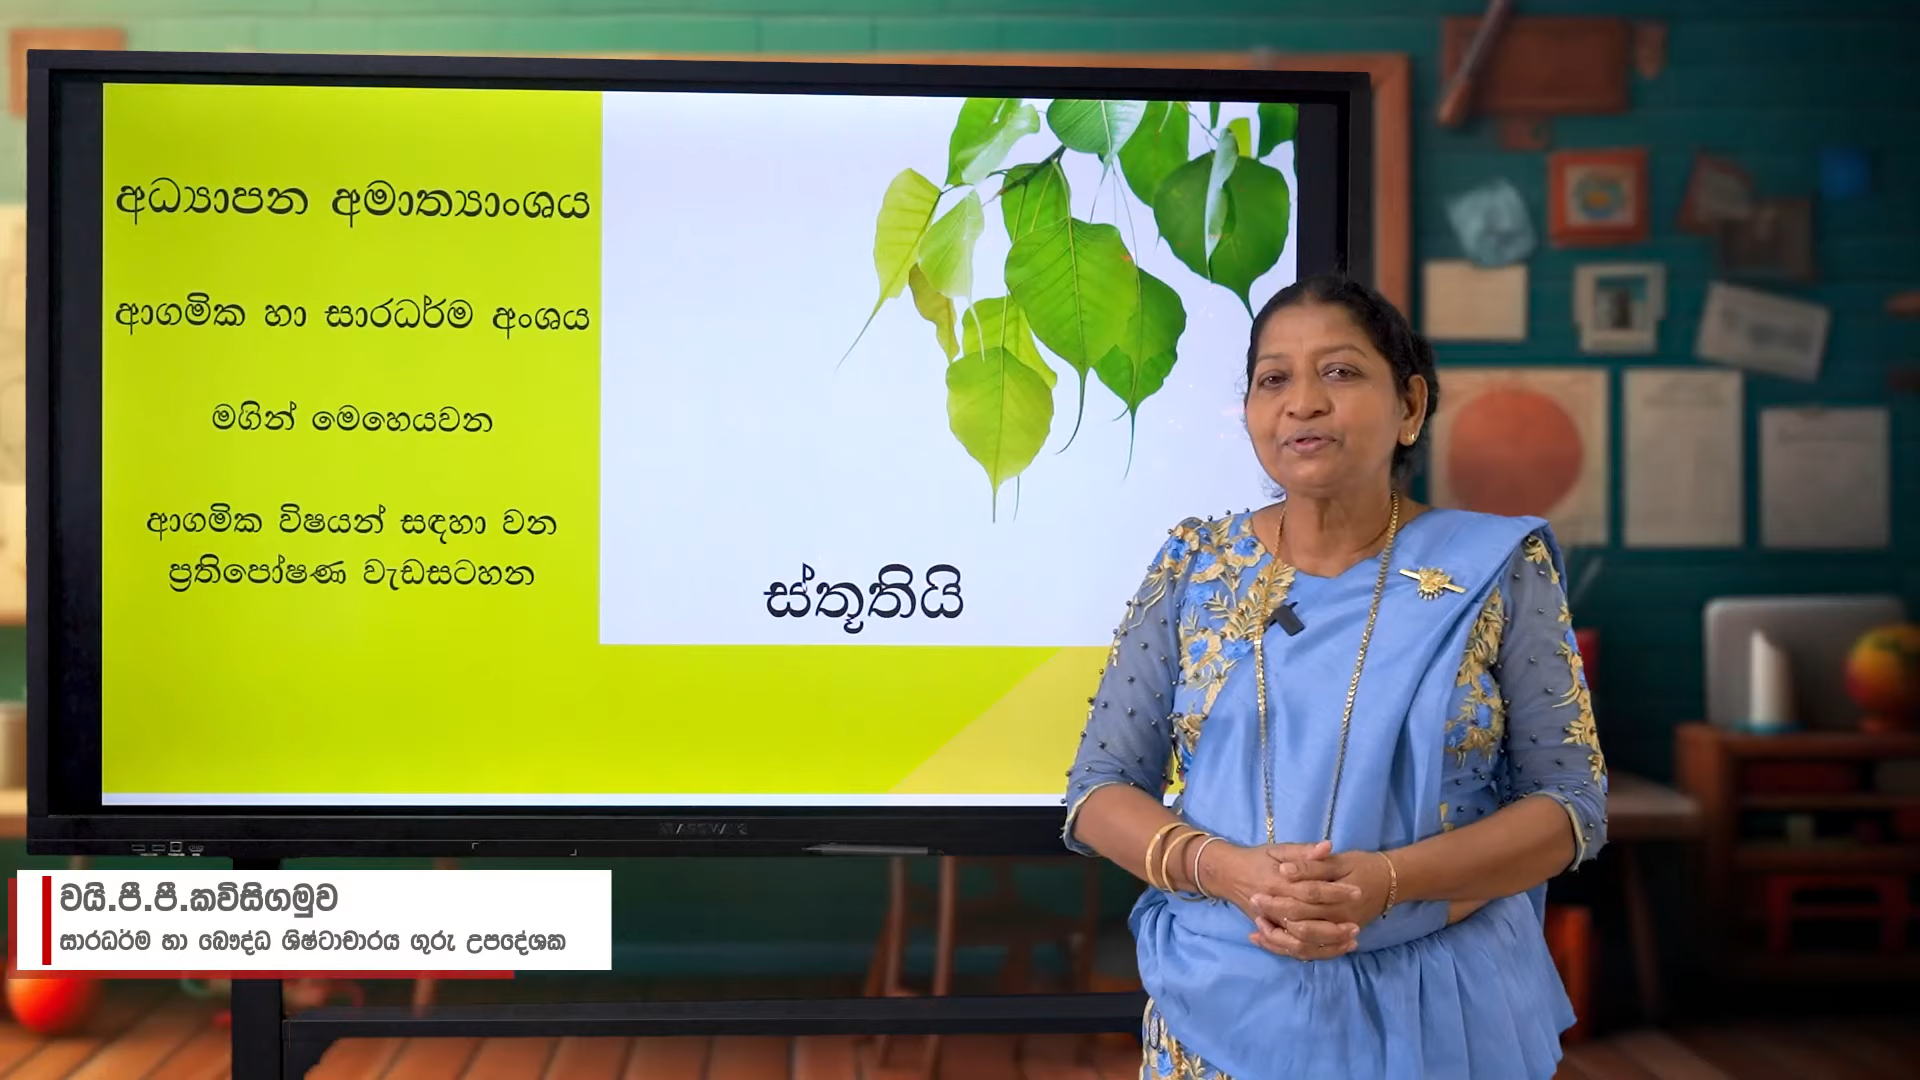 අධ්‍යාපන අමාත්‍යාංශය
ආගමික හා සාරධර්ම අංශය
මගින් මෙහෙයවන
ආගමික විෂයන් සඳහා වන
ප්‍රතිපෝෂණ වැඩසටහන
ස්තූතියි
වයි.පී.පී.කවිසිගමුව
සාරධර්ම හා බෞද්ධ ශිෂ්ටාචාරය ගුරු උපදේශක